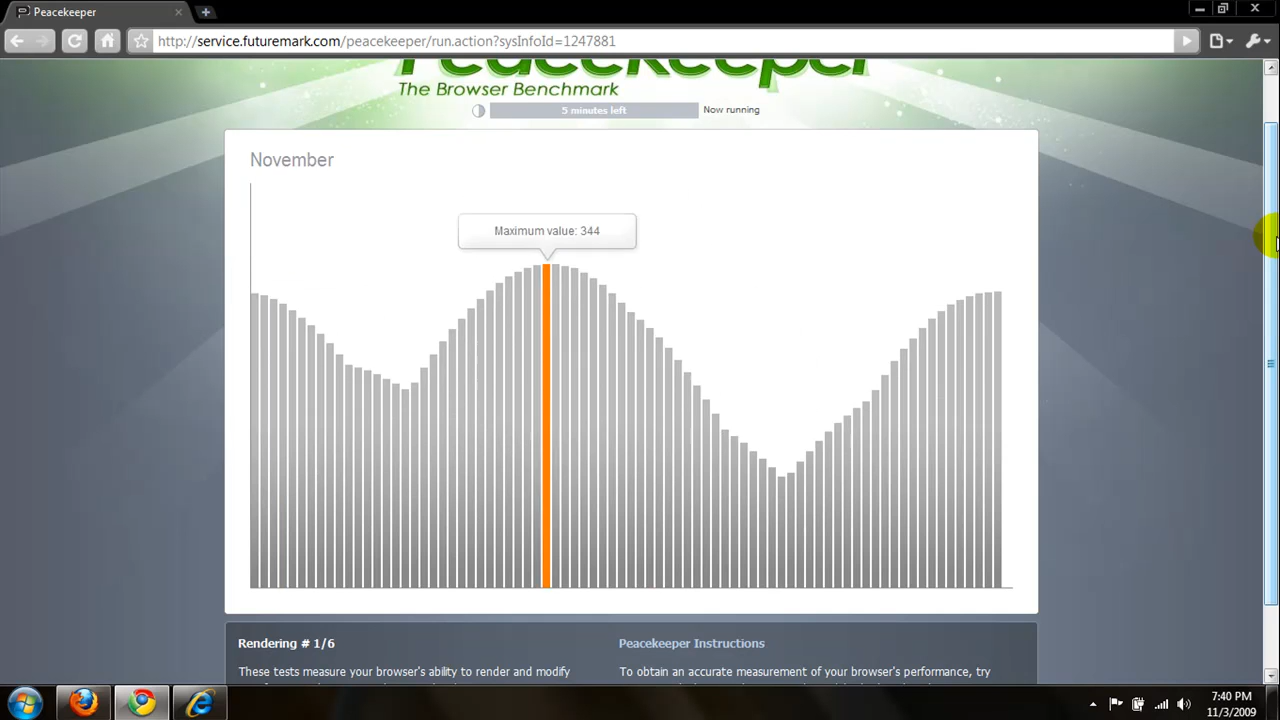 Peacekeeper
http://service.futuremark.com/peacekeeper/run.action?sysInfoId=1247881
Peacekeeper
The Browser Benchmark
5 minutes left
Now running
November
Maximum value: 344
Rendering # 1/6
Peacekeeper Instructions
These tests measure your browser's ability to render and modify
To obtain an accurate measurement of your browser's performance, try
7:40 PM
11/3/2009